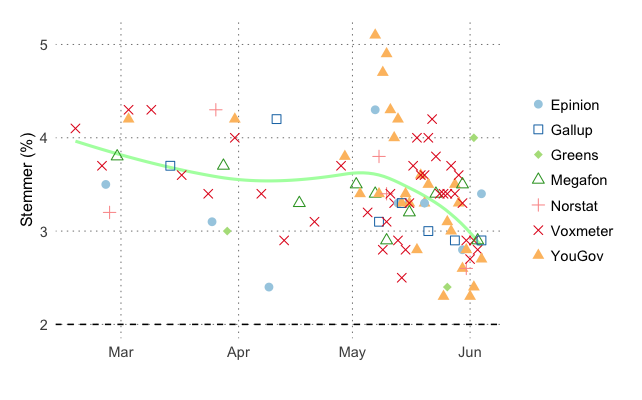 Stemmer (%)
5
4
3
2
Mar
Apr
May
Jun
Epinion
Gallup
Greens
Megafon
Norstat
Voxmeter
YouGov